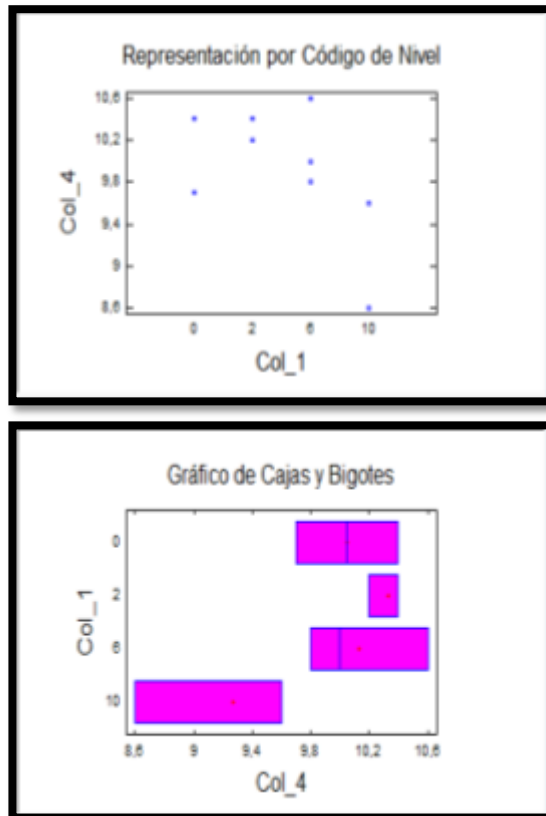 Representación por Código de Nivel
10,6
10,2
9,8
9,4
9
8,6
Col_4
0 2 6 10
Col_1
Gráfico de Cajas y Bigotes
0
2
6
10
Col_1
8,6 9 9,4 9,8 10,2 10,6
Col_4